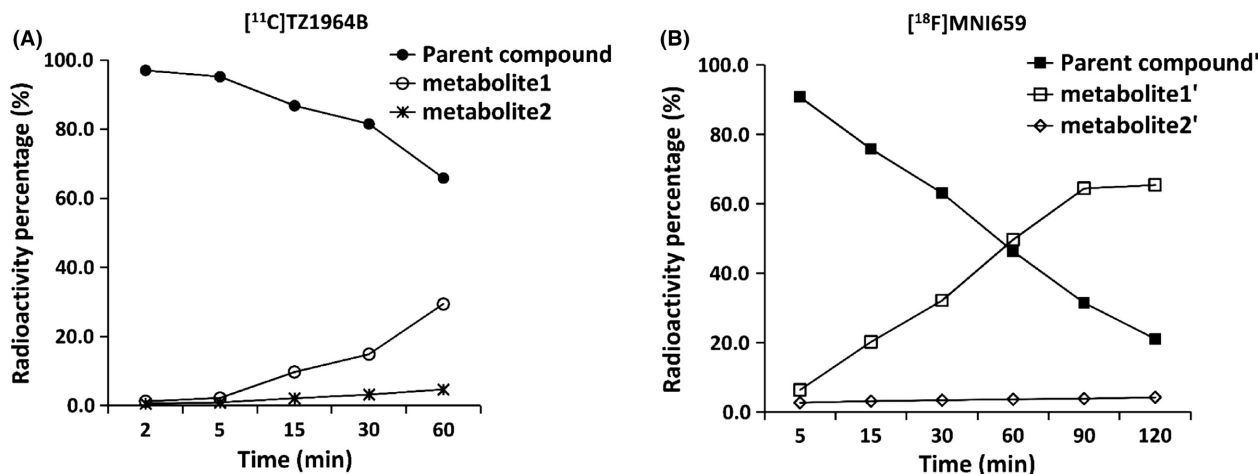 [¹¹C]TZ1964B
(A)
Parent compound
metabolite1
metabolite2
Radioactivity percentage (%)
100.0
80.0
60.0
40.0
20.0
0.0
2 5 15 30 60
Time (min)
[¹⁸F]MNI659
(B)
Parent compound'
metabolite1'
metabolite2'
Radioactivity percentage (%)
100.0
80.0
60.0
40.0
20.0
0.0
5 15 30 60 90 120
Time (min)